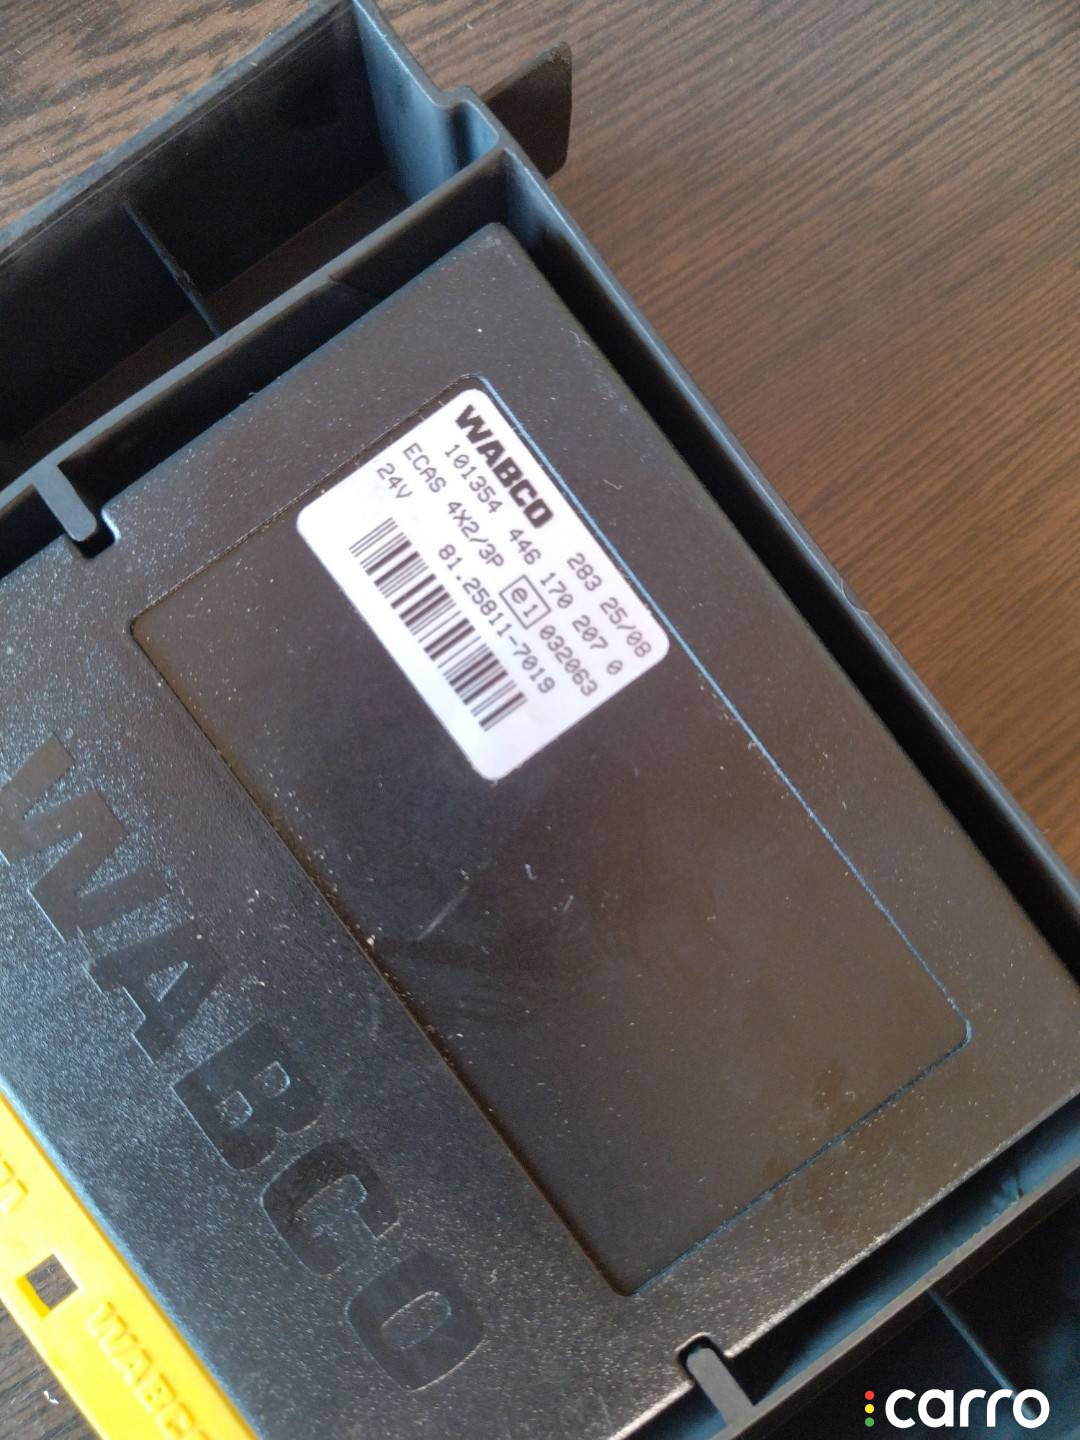 WABCO 283 25/08
101354 446 170 207 0
ECAS 4X2/3P e1 032063
24V 81.25811-7019
WABCO
WABCO
carro